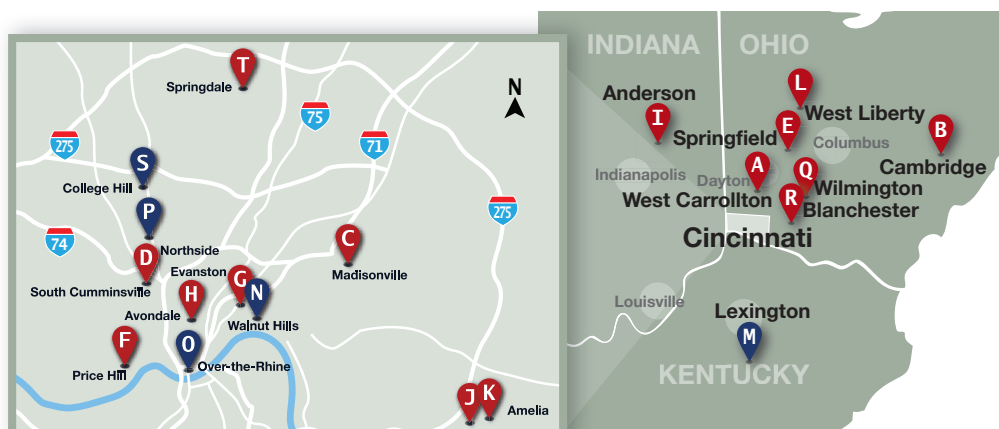 T
Springdale
N
75
275
71
S
College Hill
P
275
74
Northside
D
C
Evanston
Madisonville
South Cumminsville
G
N
H
Avondale
Walnut Hills
F
O
Price Hill
Over-the-Rhine
J
K
Amelia
INDIANA
OHIO
L
Anderson
West Liberty
I
E
B
Springfield
Columbus
Cambridge
A
Q
Indianapolis
Dayton
Wilmington
West Carrollton
R
Blanchester
Cincinnati
Louisville
Lexington
M
KENTUCKY